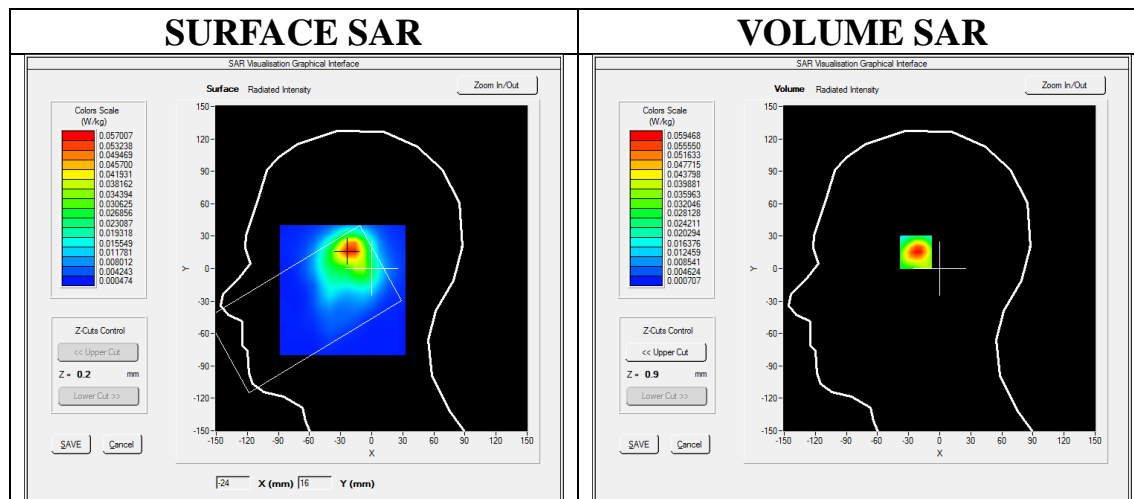 SURFACE SAR
VOLUME SAR
SAR Visualisation Graphical Interface
Surface Radiated Intensity
Zoom In/Out
Colors Scale
(W/kg)
0.057007
0.053238
0.049469
0.045700
0.041931
0.038162
0.034394
0.030625
0.026856
0.023087
0.019318
0.015549
0.011781
0.008012
0.004243
0.000474
150
120
90
60
30
0
-30
-60
-90
-120
-150
Y
-150 -120 -90 -60 -30 0 30 60 90 120 150
X
Z-Cuts Control
<< Upper Cut
Z = 0.2 mm
Lower Cut >>
SAVE Cancel
-24 X (mm) 16 Y (mm)
SAR Visualisation Graphical Interface
Volume Radiated Intensity
Zoom In/Out
Colors Scale
(W/kg)
0.059468
0.055550
0.051633
0.047715
0.043798
0.039881
0.035963
0.032046
0.028128
0.024211
0.020294
0.016376
0.012459
0.008541
0.004624
0.000707
150
120
90
60
30
0
-30
-60
-90
-120
-150
Y
-150 -120 -90 -60 -30 0 30 60 90 120 150
X
Z-Cuts Control
<< Upper Cut
Z = 0.9 mm
Lower Cut >>
SAVE Cancel